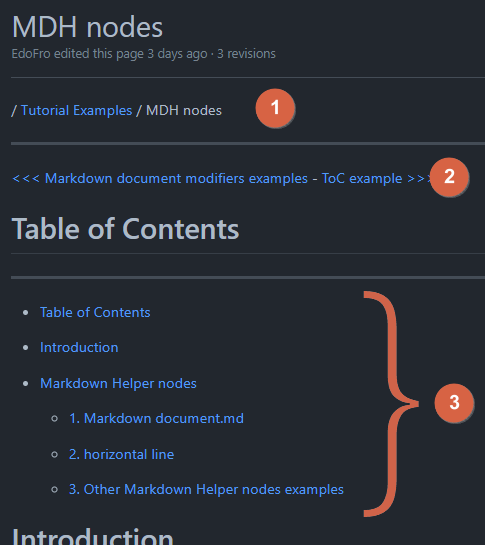 MDH nodes
EdoFro edited this page 3 days ago · 3 revisions
/ Tutorial Examples / MDH nodes
1
<<< Markdown document modifiers examples - ToC example >>>
2
Table of Contents
Table of Contents
Introduction
Markdown Helper nodes
1. Markdown document.md
3
2. horizontal line
3. Other Markdown Helper nodes examples
Introduction